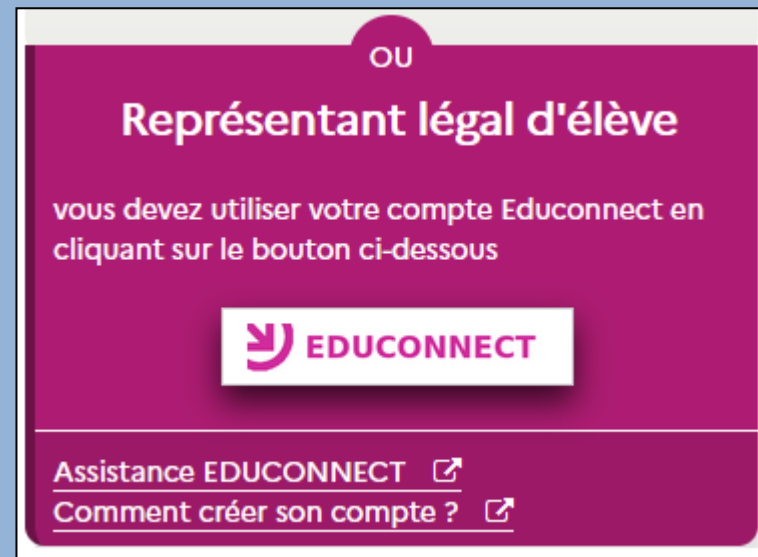 OU
Représentant légal d'élève
vous devez utiliser votre compte Educonnect en
cliquant sur le bouton ci-dessous
EDUCONNECT
Assistance EDUCONNECT
Comment créer son compte ?